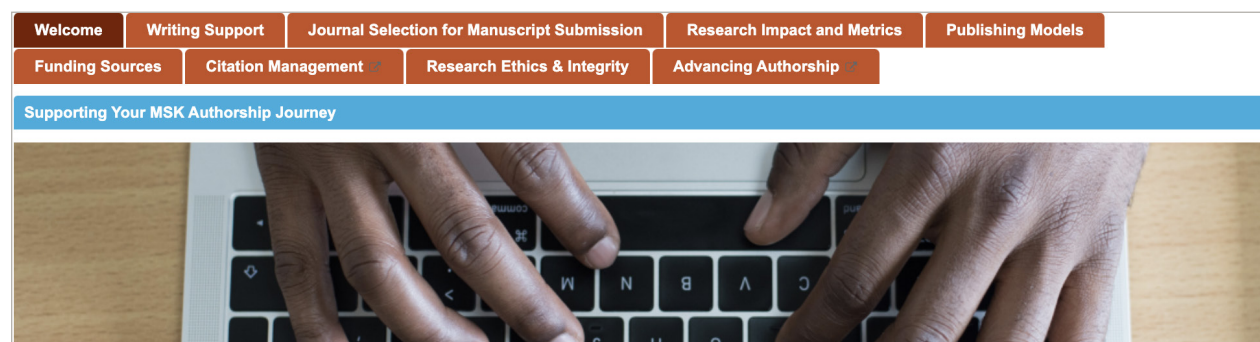 Welcome Writing Support Journal Selection for Manuscript Submission Research Impact and Metrics Publishing Models
Funding Sources Citation Management Research Ethics & Integrity Advancing Authorship
Supporting Your MSK Authorship Journey
command
⌘
M N B V C